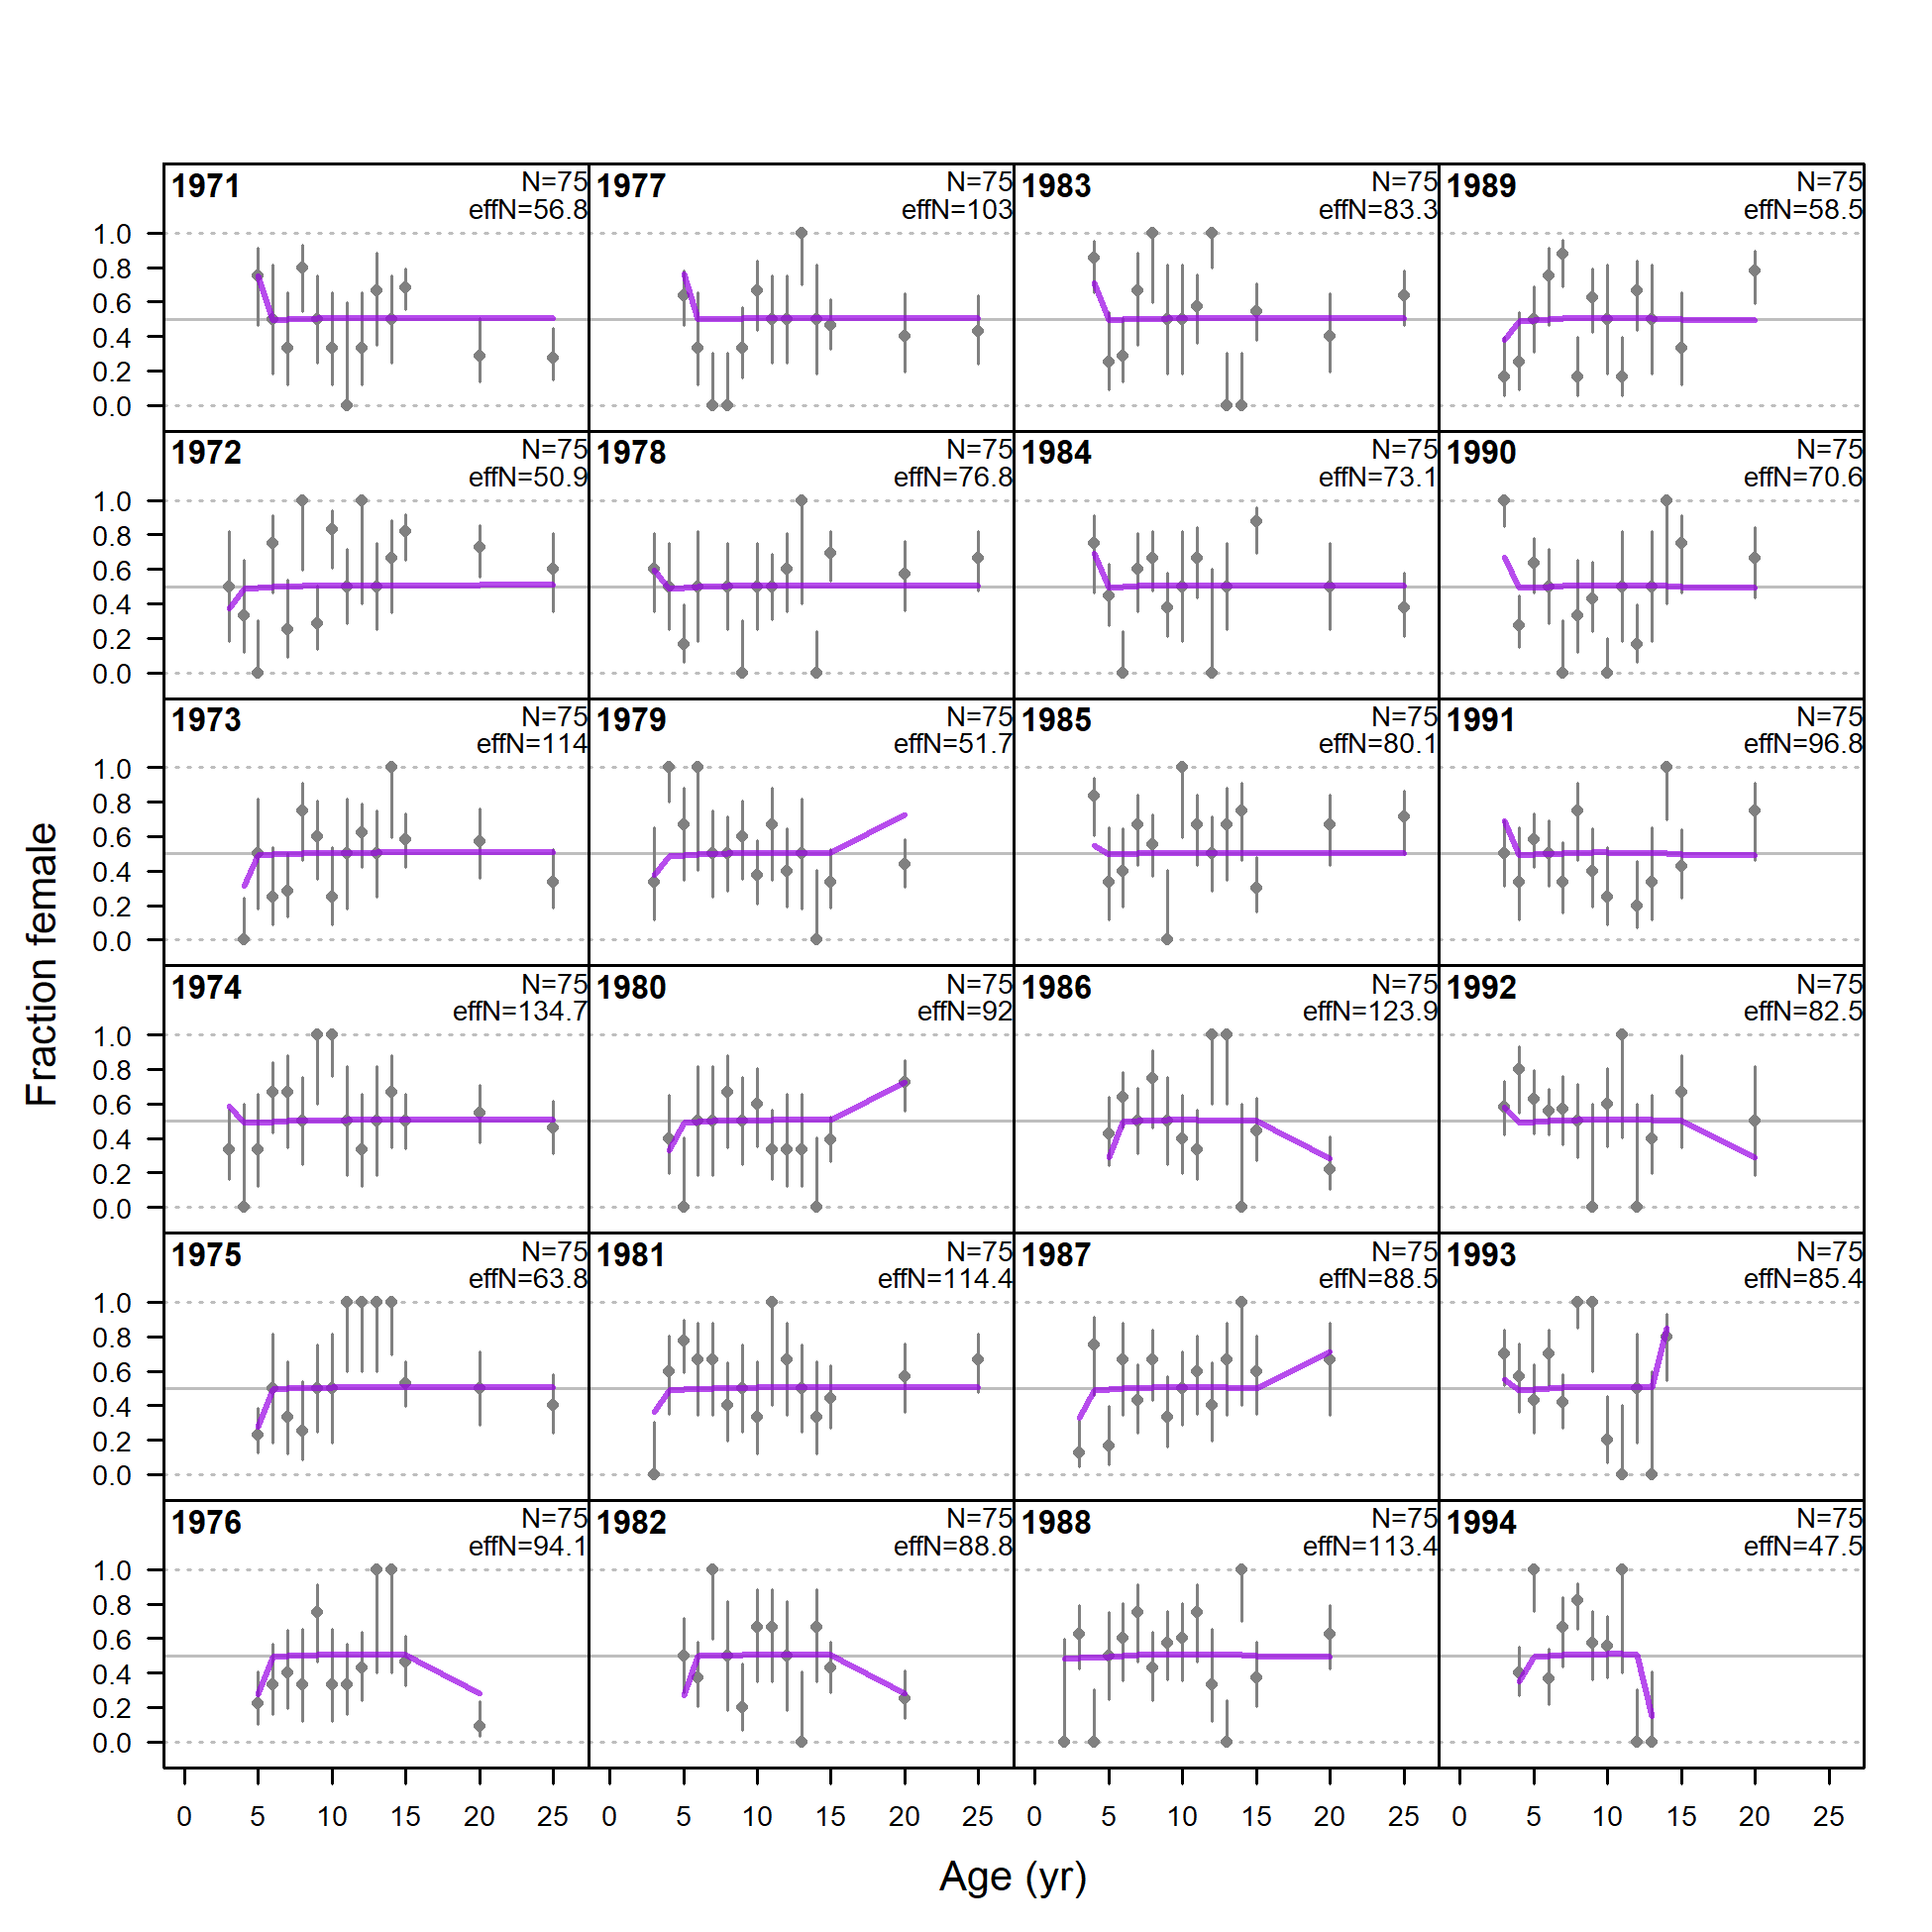 1971 N=75 1977 N=75 1983 N=75 1989 N=75
effN=56.8 effN=103 effN=83.3 effN=58.5
1.0
0.8
0.6
0.4
0.2
0.0
1972 N=75 1978 N=75 1984 N=75 1990 N=75
effN=50.9 effN=76.8 effN=73.1 effN=70.6
1.0
0.8
0.6
0.4
0.2
0.0
1973 N=75 1979 N=75 1985 N=75 1991 N=75
effN=114 effN=51.7 effN=80.1 effN=96.8
1.0
0.8
0.6
0.4
0.2
0.0
1974 N=75 1980 N=75 1986 N=75 1992 N=75
effN=134.7 effN=92 effN=123.9 effN=82.5
1.0
0.8
0.6
0.4
0.2
0.0
1975 N=75 1981 N=75 1987 N=75 1993 N=75
effN=63.8 effN=114.4 effN=88.5 effN=85.4
1.0
0.8
0.6
0.4
0.2
0.0
1976 N=75 1982 N=75 1988 N=75 1994 N=75
effN=94.1 effN=88.8 effN=113.4 effN=47.5
1.0
0.8
0.6
0.4
0.2
0.0
0 5 10 15 20 25 0 5 10 15 20 25 0 5 10 15 20 25 0 5 10 15 20 25
Age (yr)
Fraction female